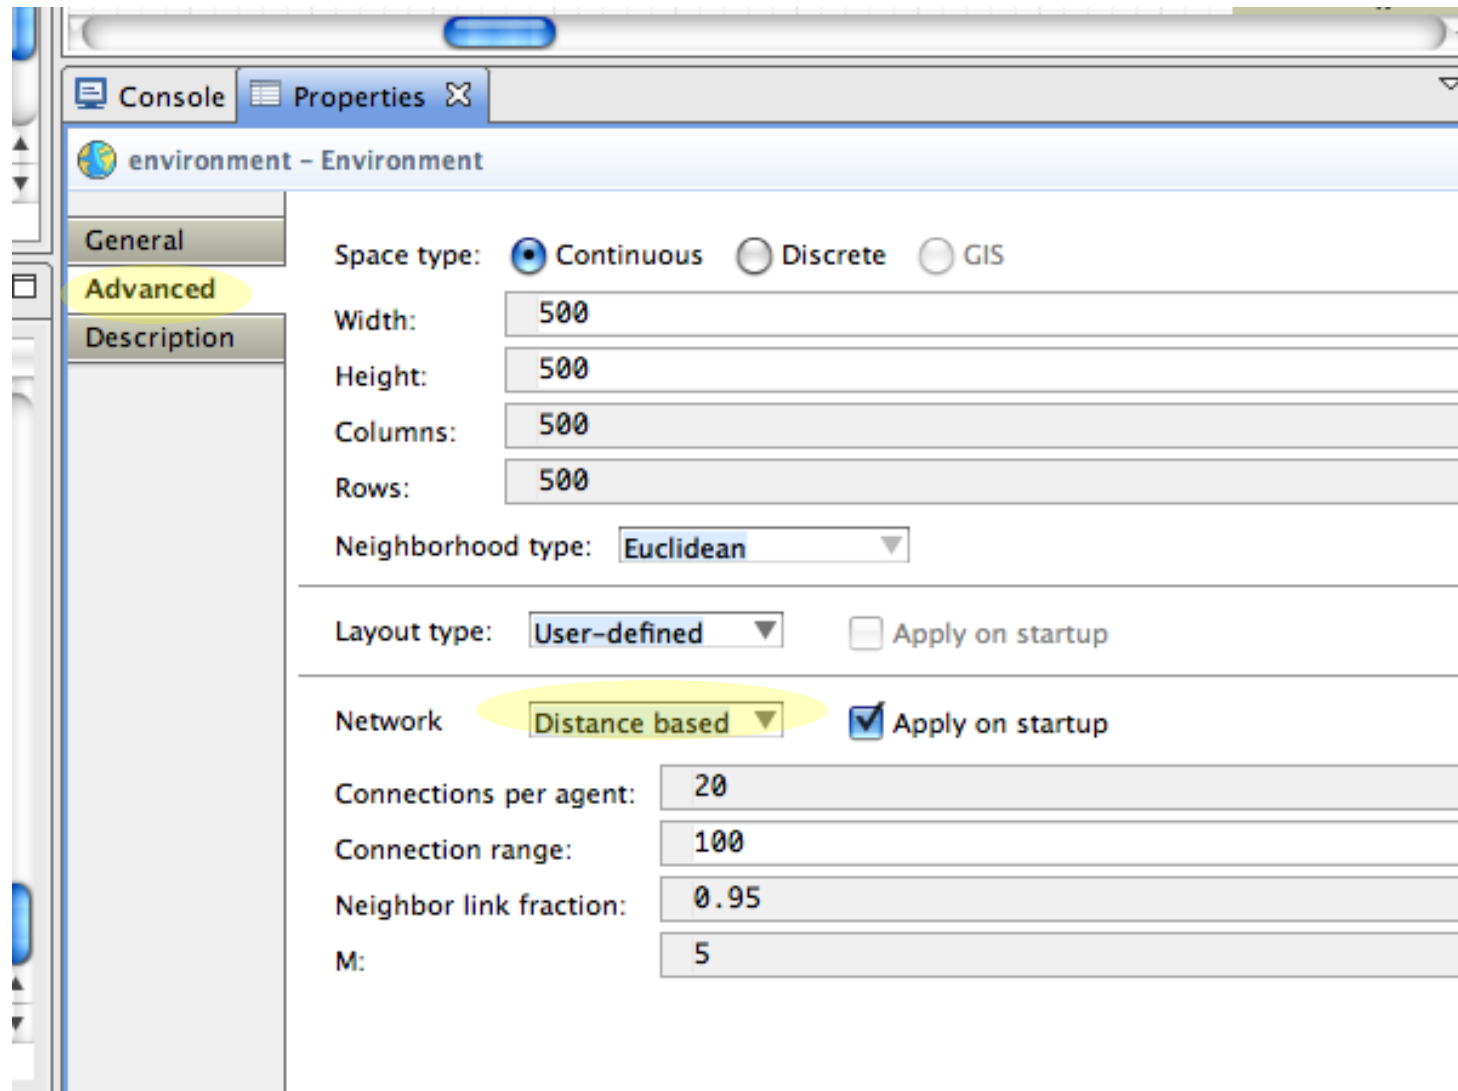 Console Properties
environment – Environment
General
Advanced
Description
Space type: Continuous Discrete GIS
Width: 500
Height: 500
Columns: 500
Rows: 500
Neighborhood type: Euclidean
Layout type: User-defined Apply on startup
Network Distance based Apply on startup
Connections per agent: 20
Connection range: 100
Neighbor link fraction: 0.95
M: 5